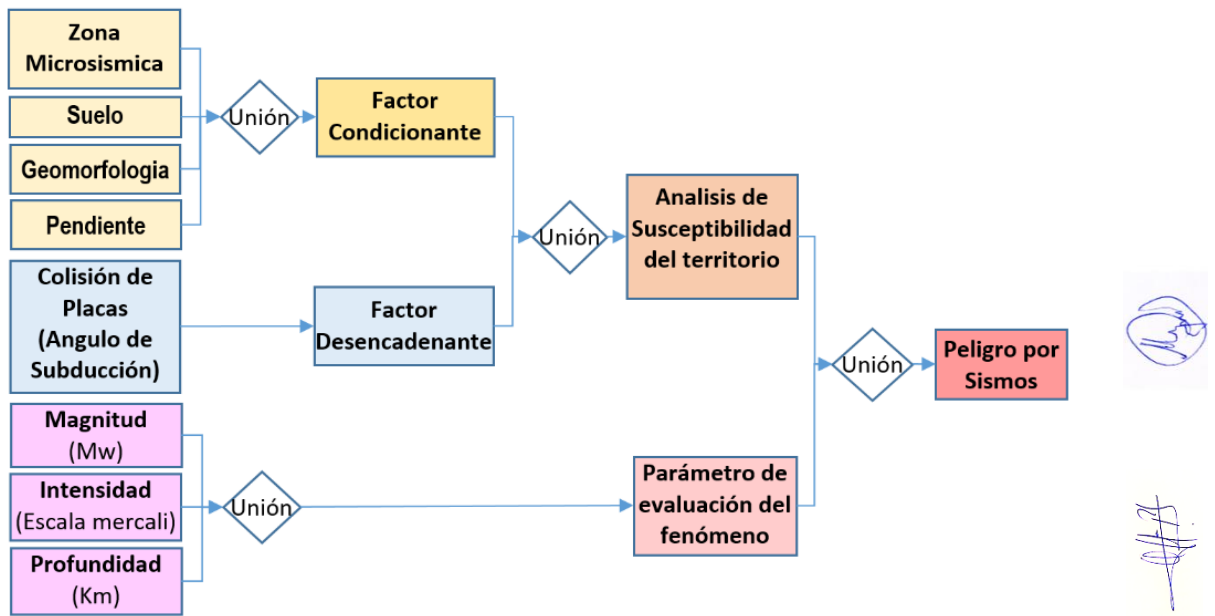 Zona
Microsismica
Suelo
Geomorfologia
Pendiente
Unión
Factor
Condicionante
Colisión de
Placas
(Angulo de
Subducción)
Factor
Desencadenante
Unión
Analisis de
Susceptibilidad
del territorio
Magnitud
(Mw)
Intensidad
(Escala mercali)
Profundidad
(Km)
Unión
Parámetro de
evaluación del
fenómeno
Unión
Peligro por
Sismos